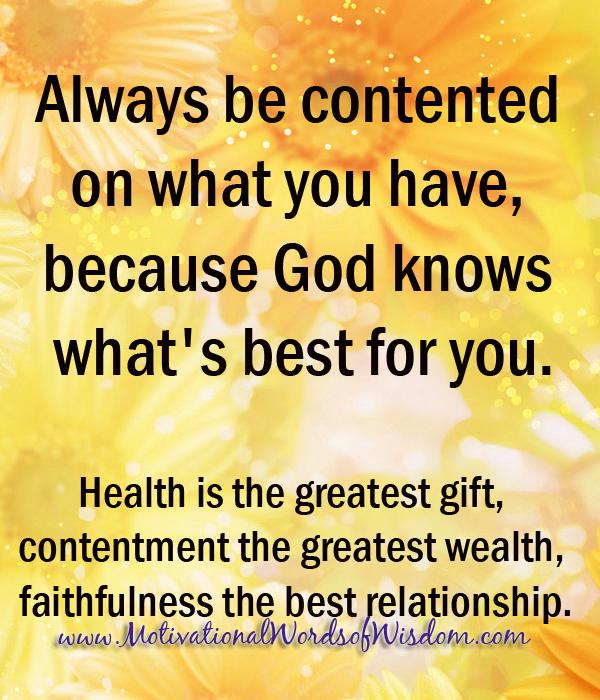 Always be contented
on what you have,
because God knows
what's best for you.
Health is the greatest gift,
contentment the greatest wealth,
faithfulness the best relationship.
www.MotivationalWordsofWisdom.com